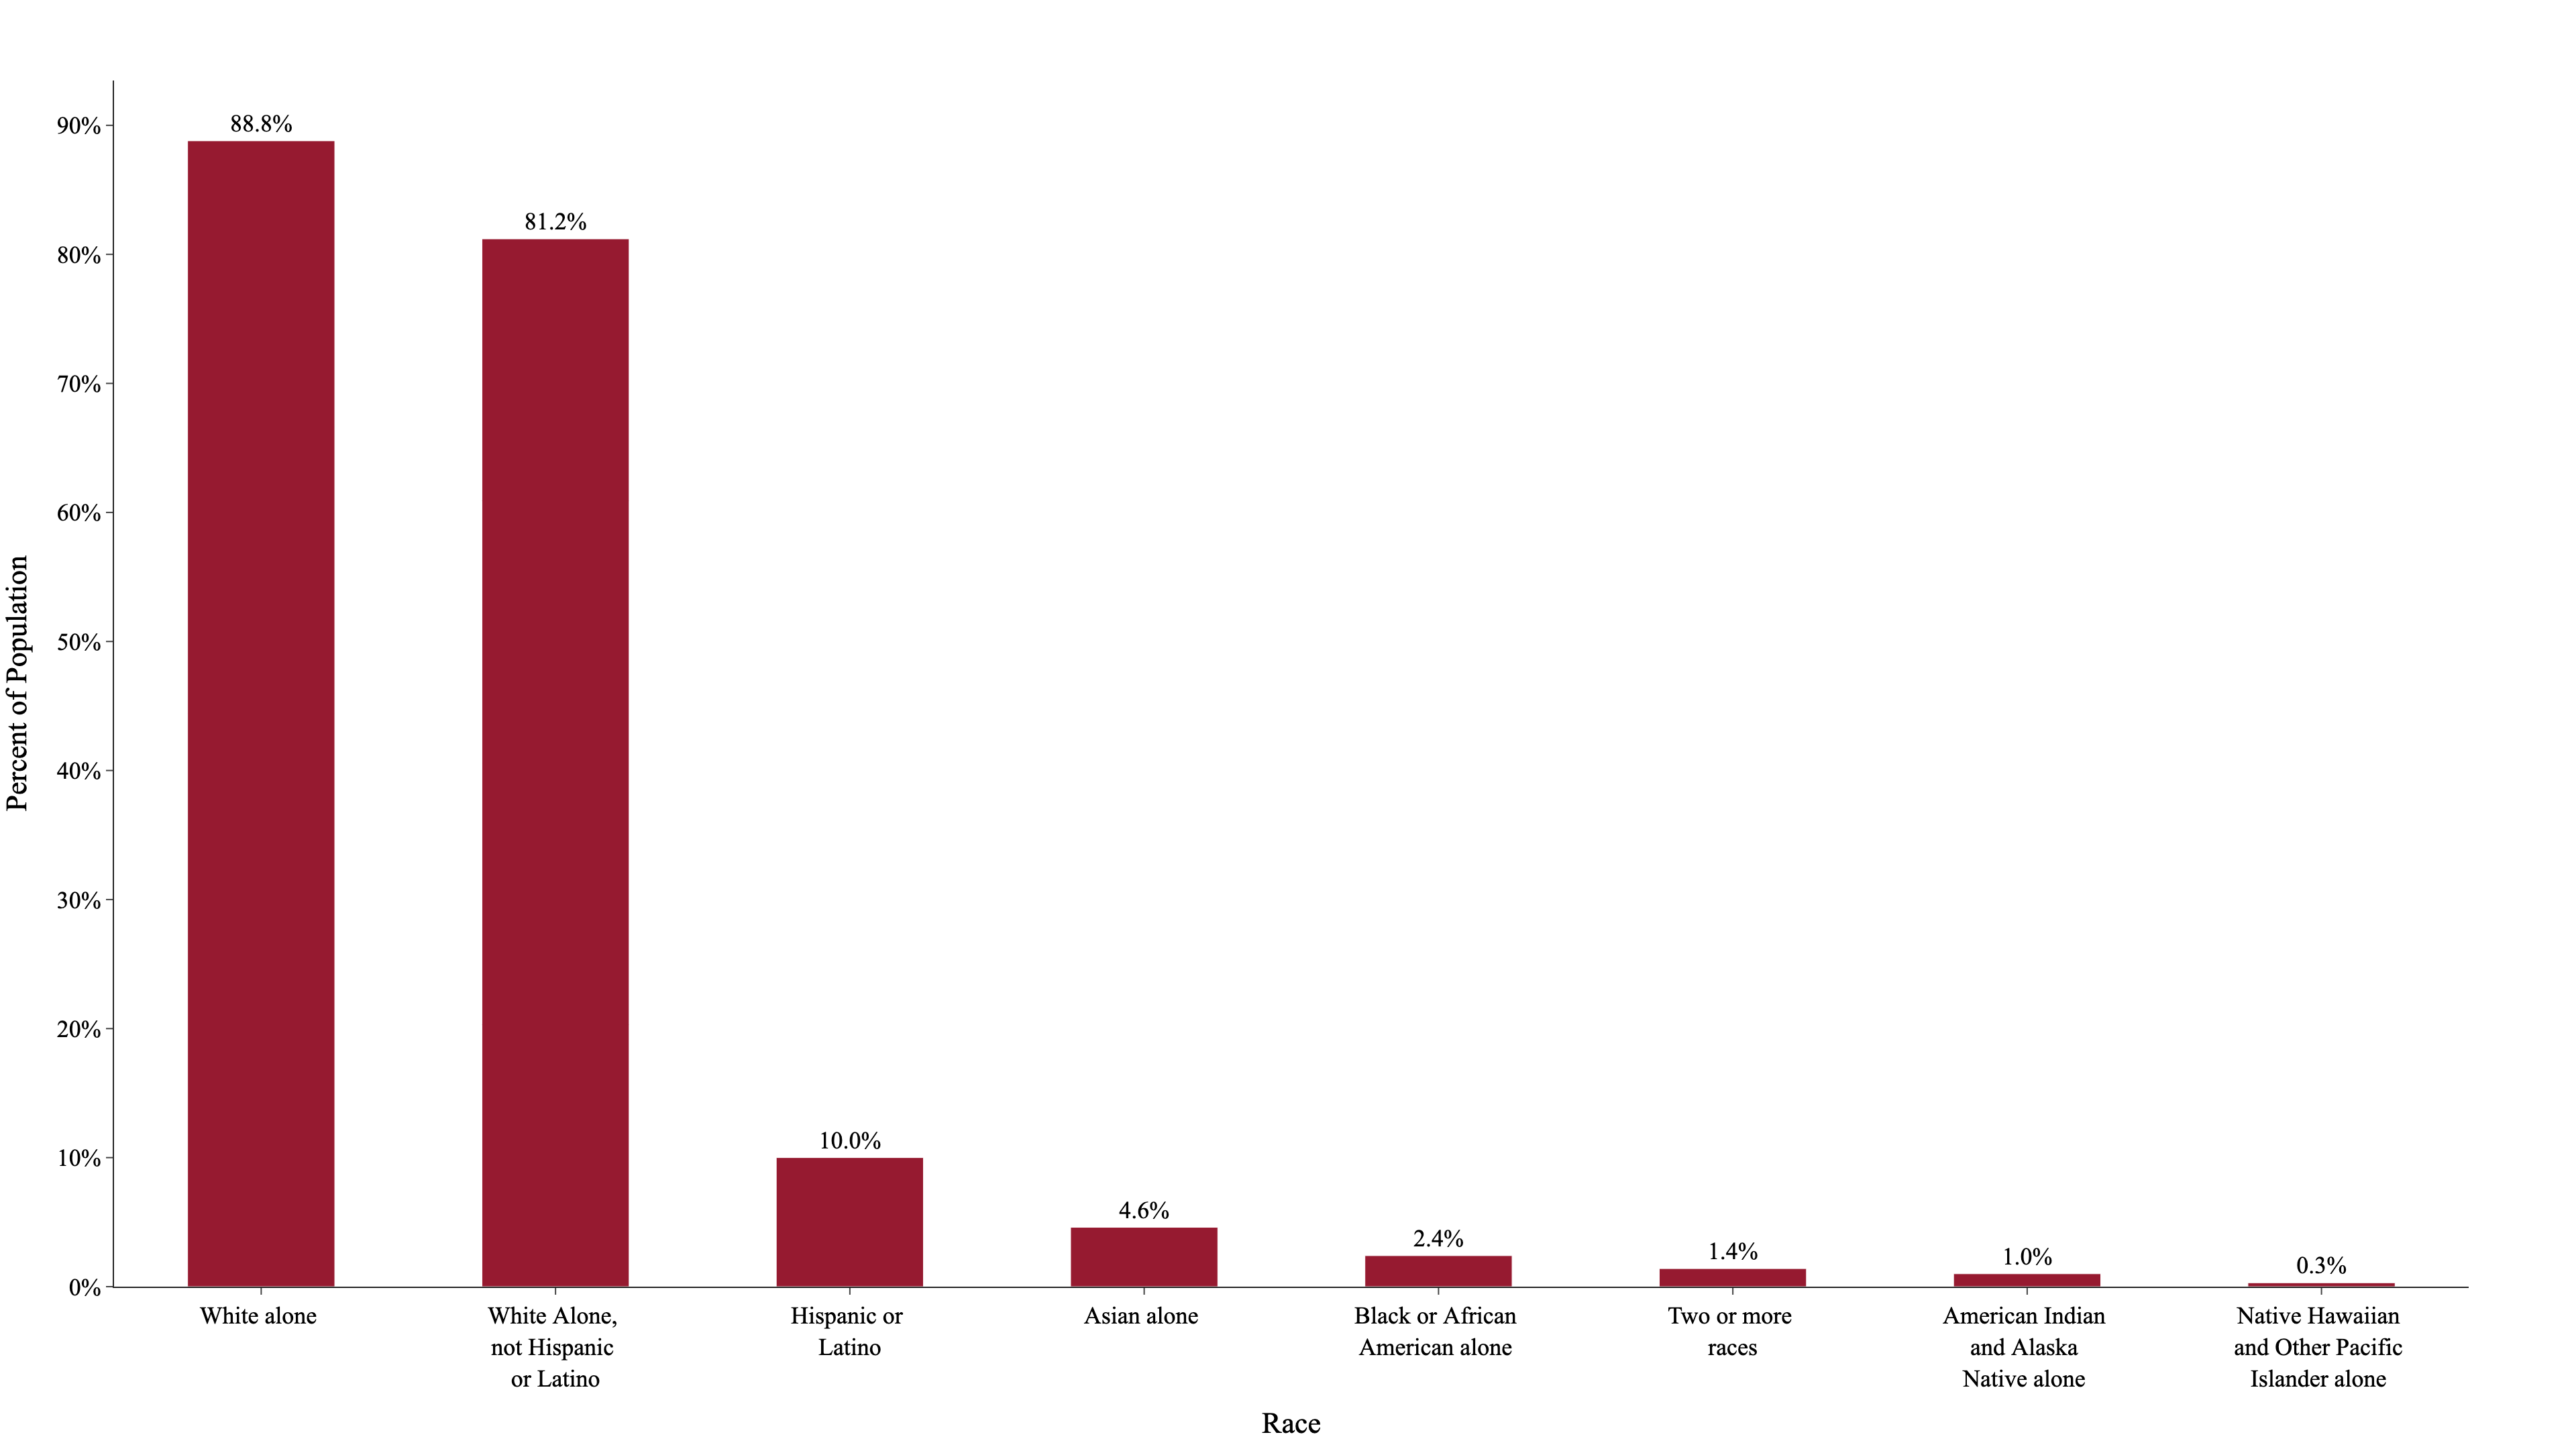 Percent of Population
90%
80%
70%
60%
50%
40%
30%
20%
10%
0%
88.8%
81.2%
10.0%
4.6%
2.4%
1.4%
1.0%
0.3%
White alone
White Alone,
not Hispanic
or Latino
Hispanic or
Latino
Asian alone
Black or African
American alone
Two or more
races
American Indian
and Alaska
Native alone
Native Hawaiian
and Other Pacific
Islander alone
Race